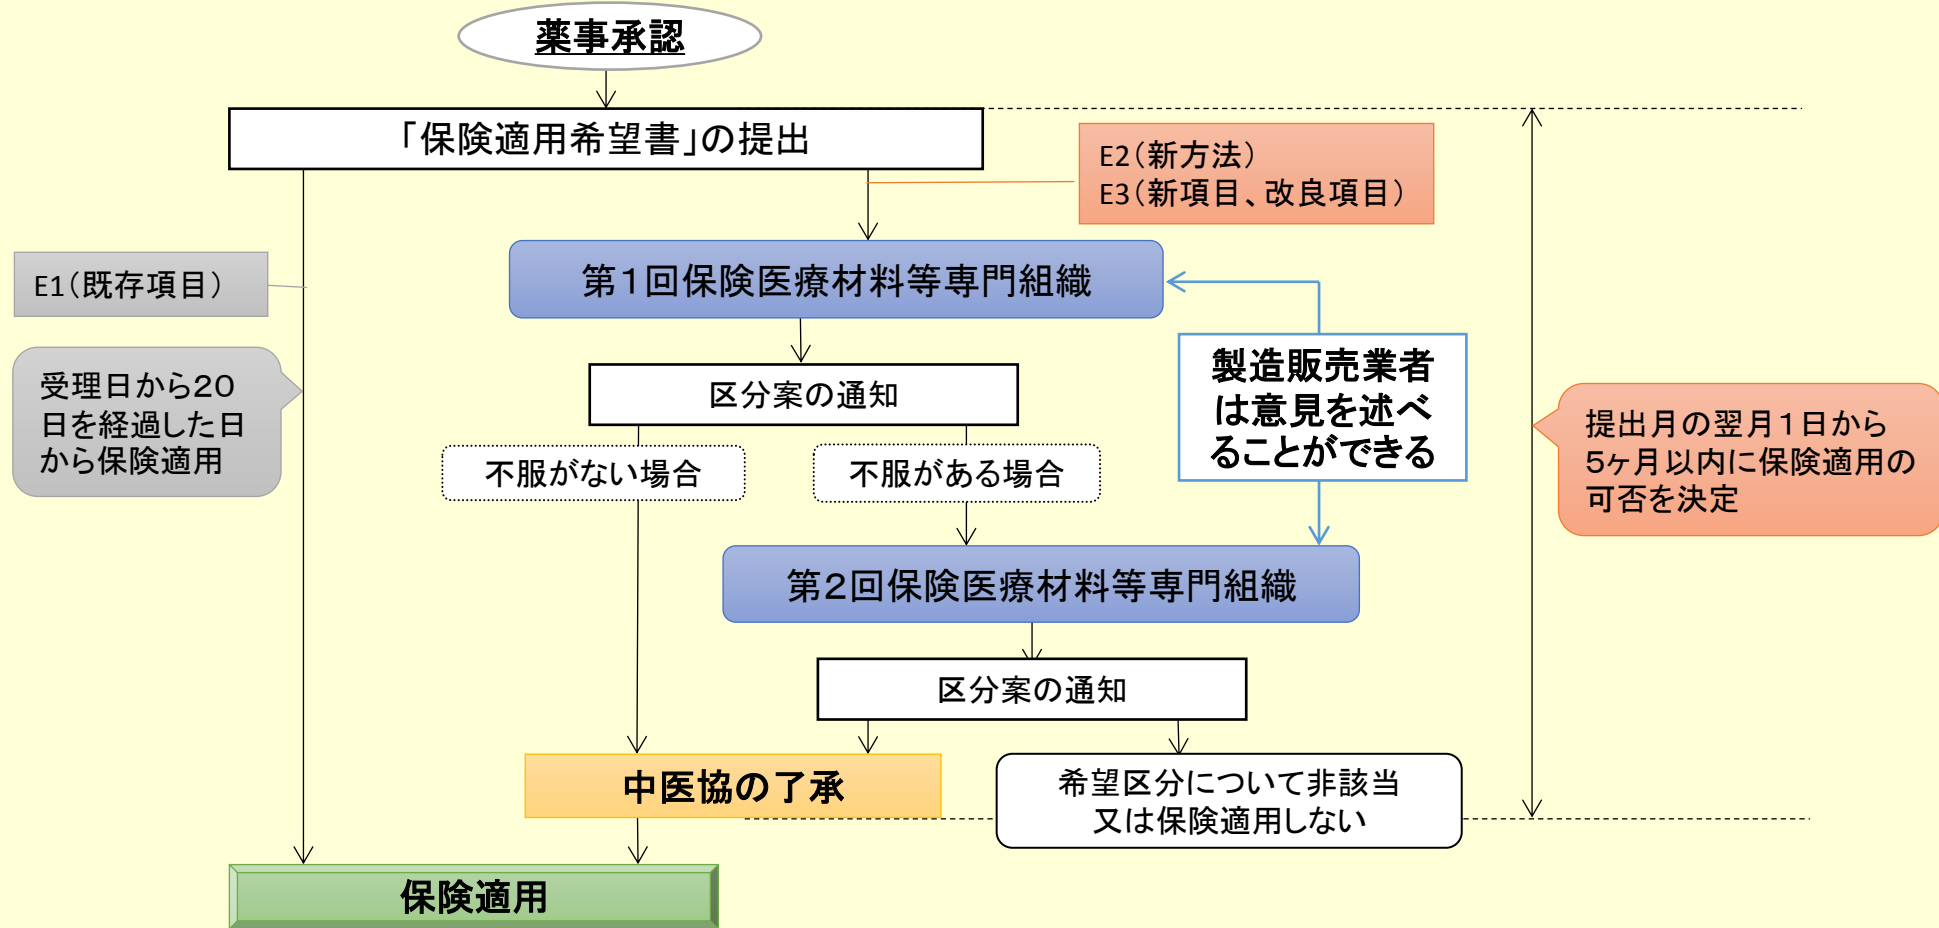 薬事承認
「保険適用希望書」の提出
E2（新方法）
E3（新項目、改良項目）
E1（既存項目）
第１回保険医療材料等専門組織
受理日から２０
日を経過した日
から保険適用
区分案の通知
製造販売業者
は意見を述べ
ることができる
不服がない場合
不服がある場合
提出月の翌月１日から
５ヶ月以内に保険適用の
可否を決定
第２回保険医療材料等専門組織
区分案の通知
中医協の了承
希望区分について非該当
又は保険適用しない
保険適用